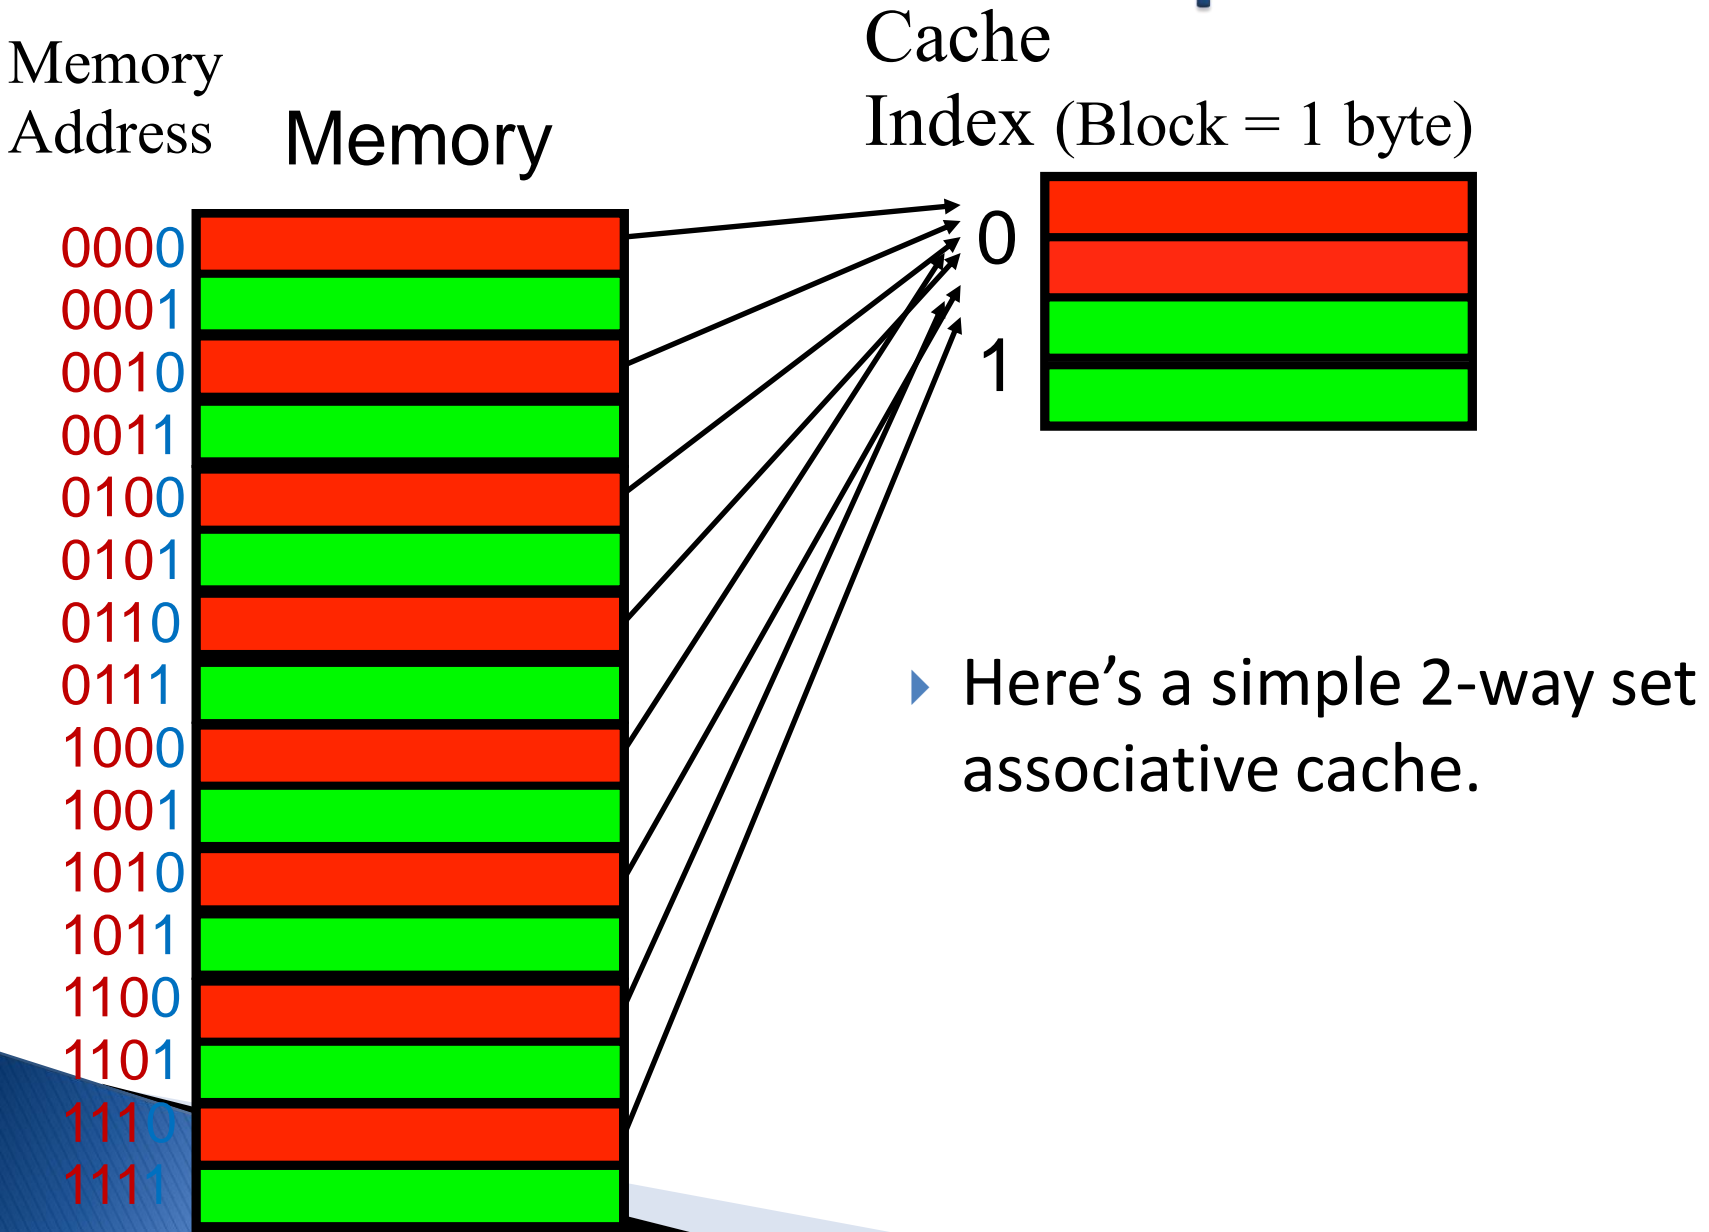 Memory
Address
Memory
Cache
Index (Block = 1 byte)
0000
0001
0010
0011
0100
0101
0110
0111
1000
1001
1010
1011
1100
1101
1110
1111
0
1
Here’s a simple 2-way set
associative cache.